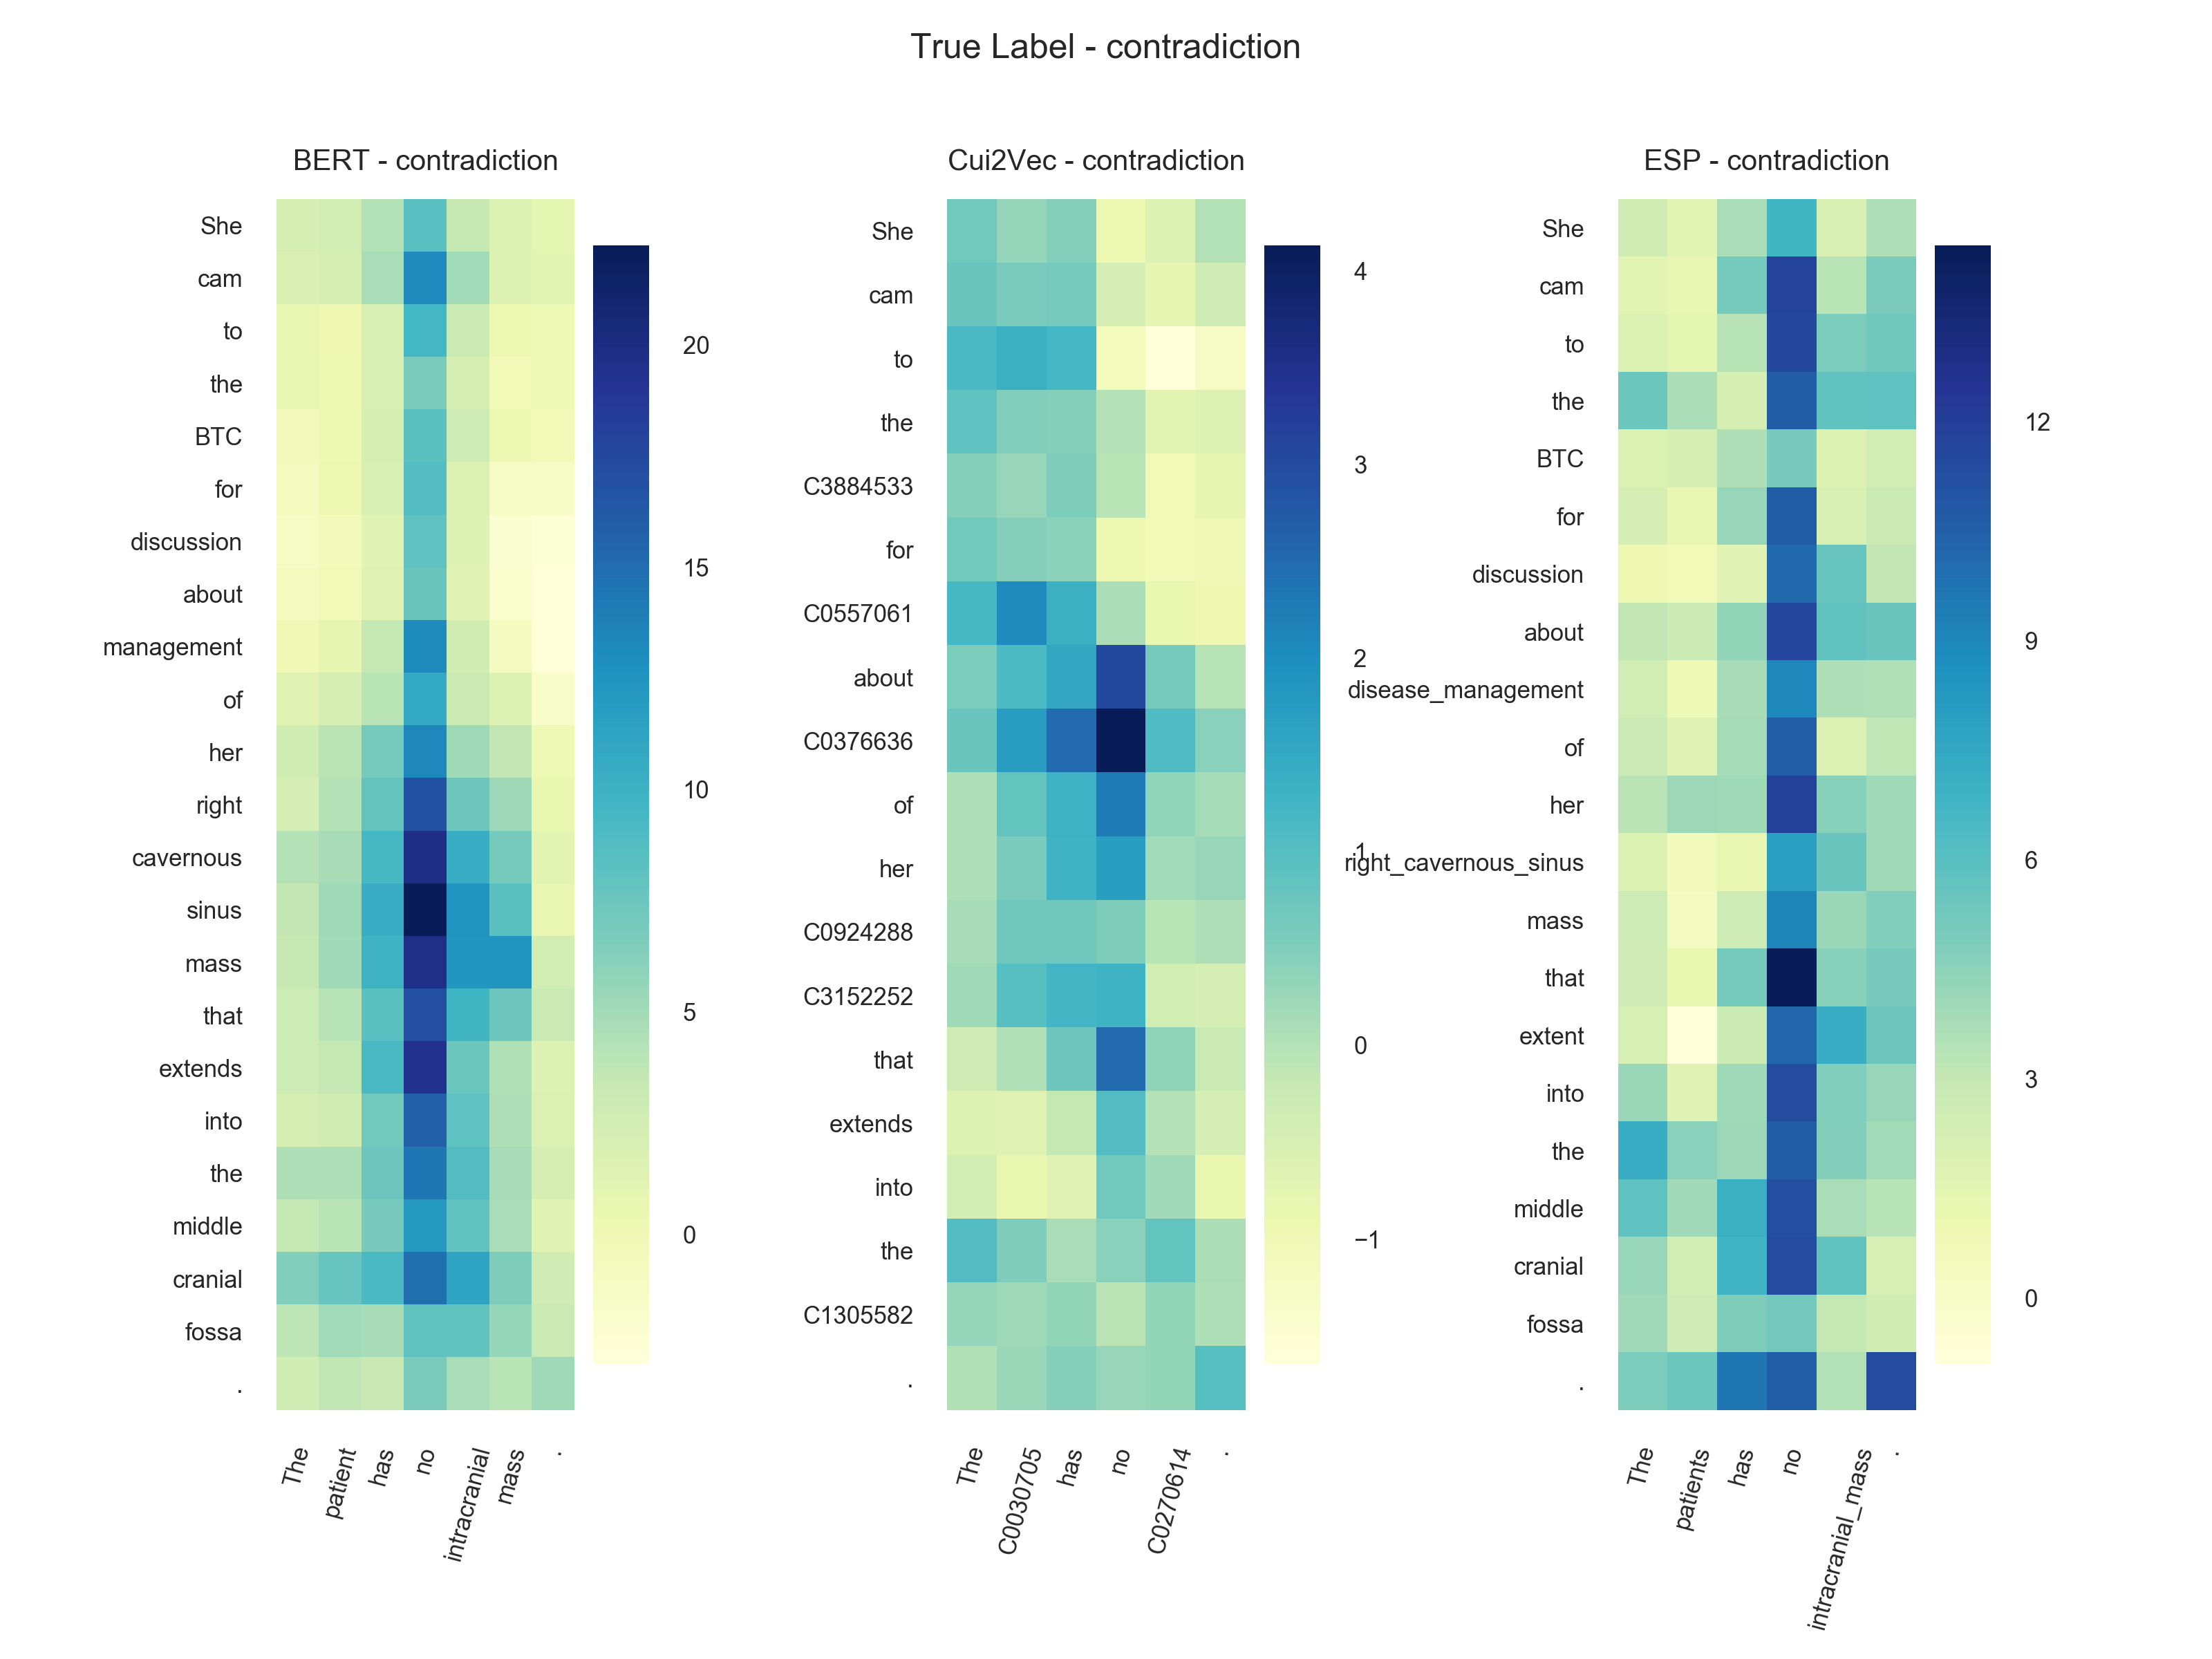 True Label - contradiction
BERT - contradiction
She
cam
to
the
BTC
for
discussion
about
management
of
her
right
cavernous
sinus
mass
that
extends
into
the
middle
cranial
fossa
.
The
patient
has
no
intracranial
mass
.
20
15
10
5
0
Cui2Vec - contradiction
She
cam
to
the
C3884533
for
C0557061
about
C0376636
of
her
C0924288
C3152252
that
extends
into
the
C1305582
.
The
C0030705
has
no
C0270614
.
4
3
2
1
0
−1
ESP - contradiction
She
cam
to
the
BTC
for
discussion
about
disease_management
of
her
right_cavernous_sinus
mass
that
extent
into
the
middle
cranial
fossa
.
The
patients
has
no
intracranial_mass
.
12
9
6
3
0